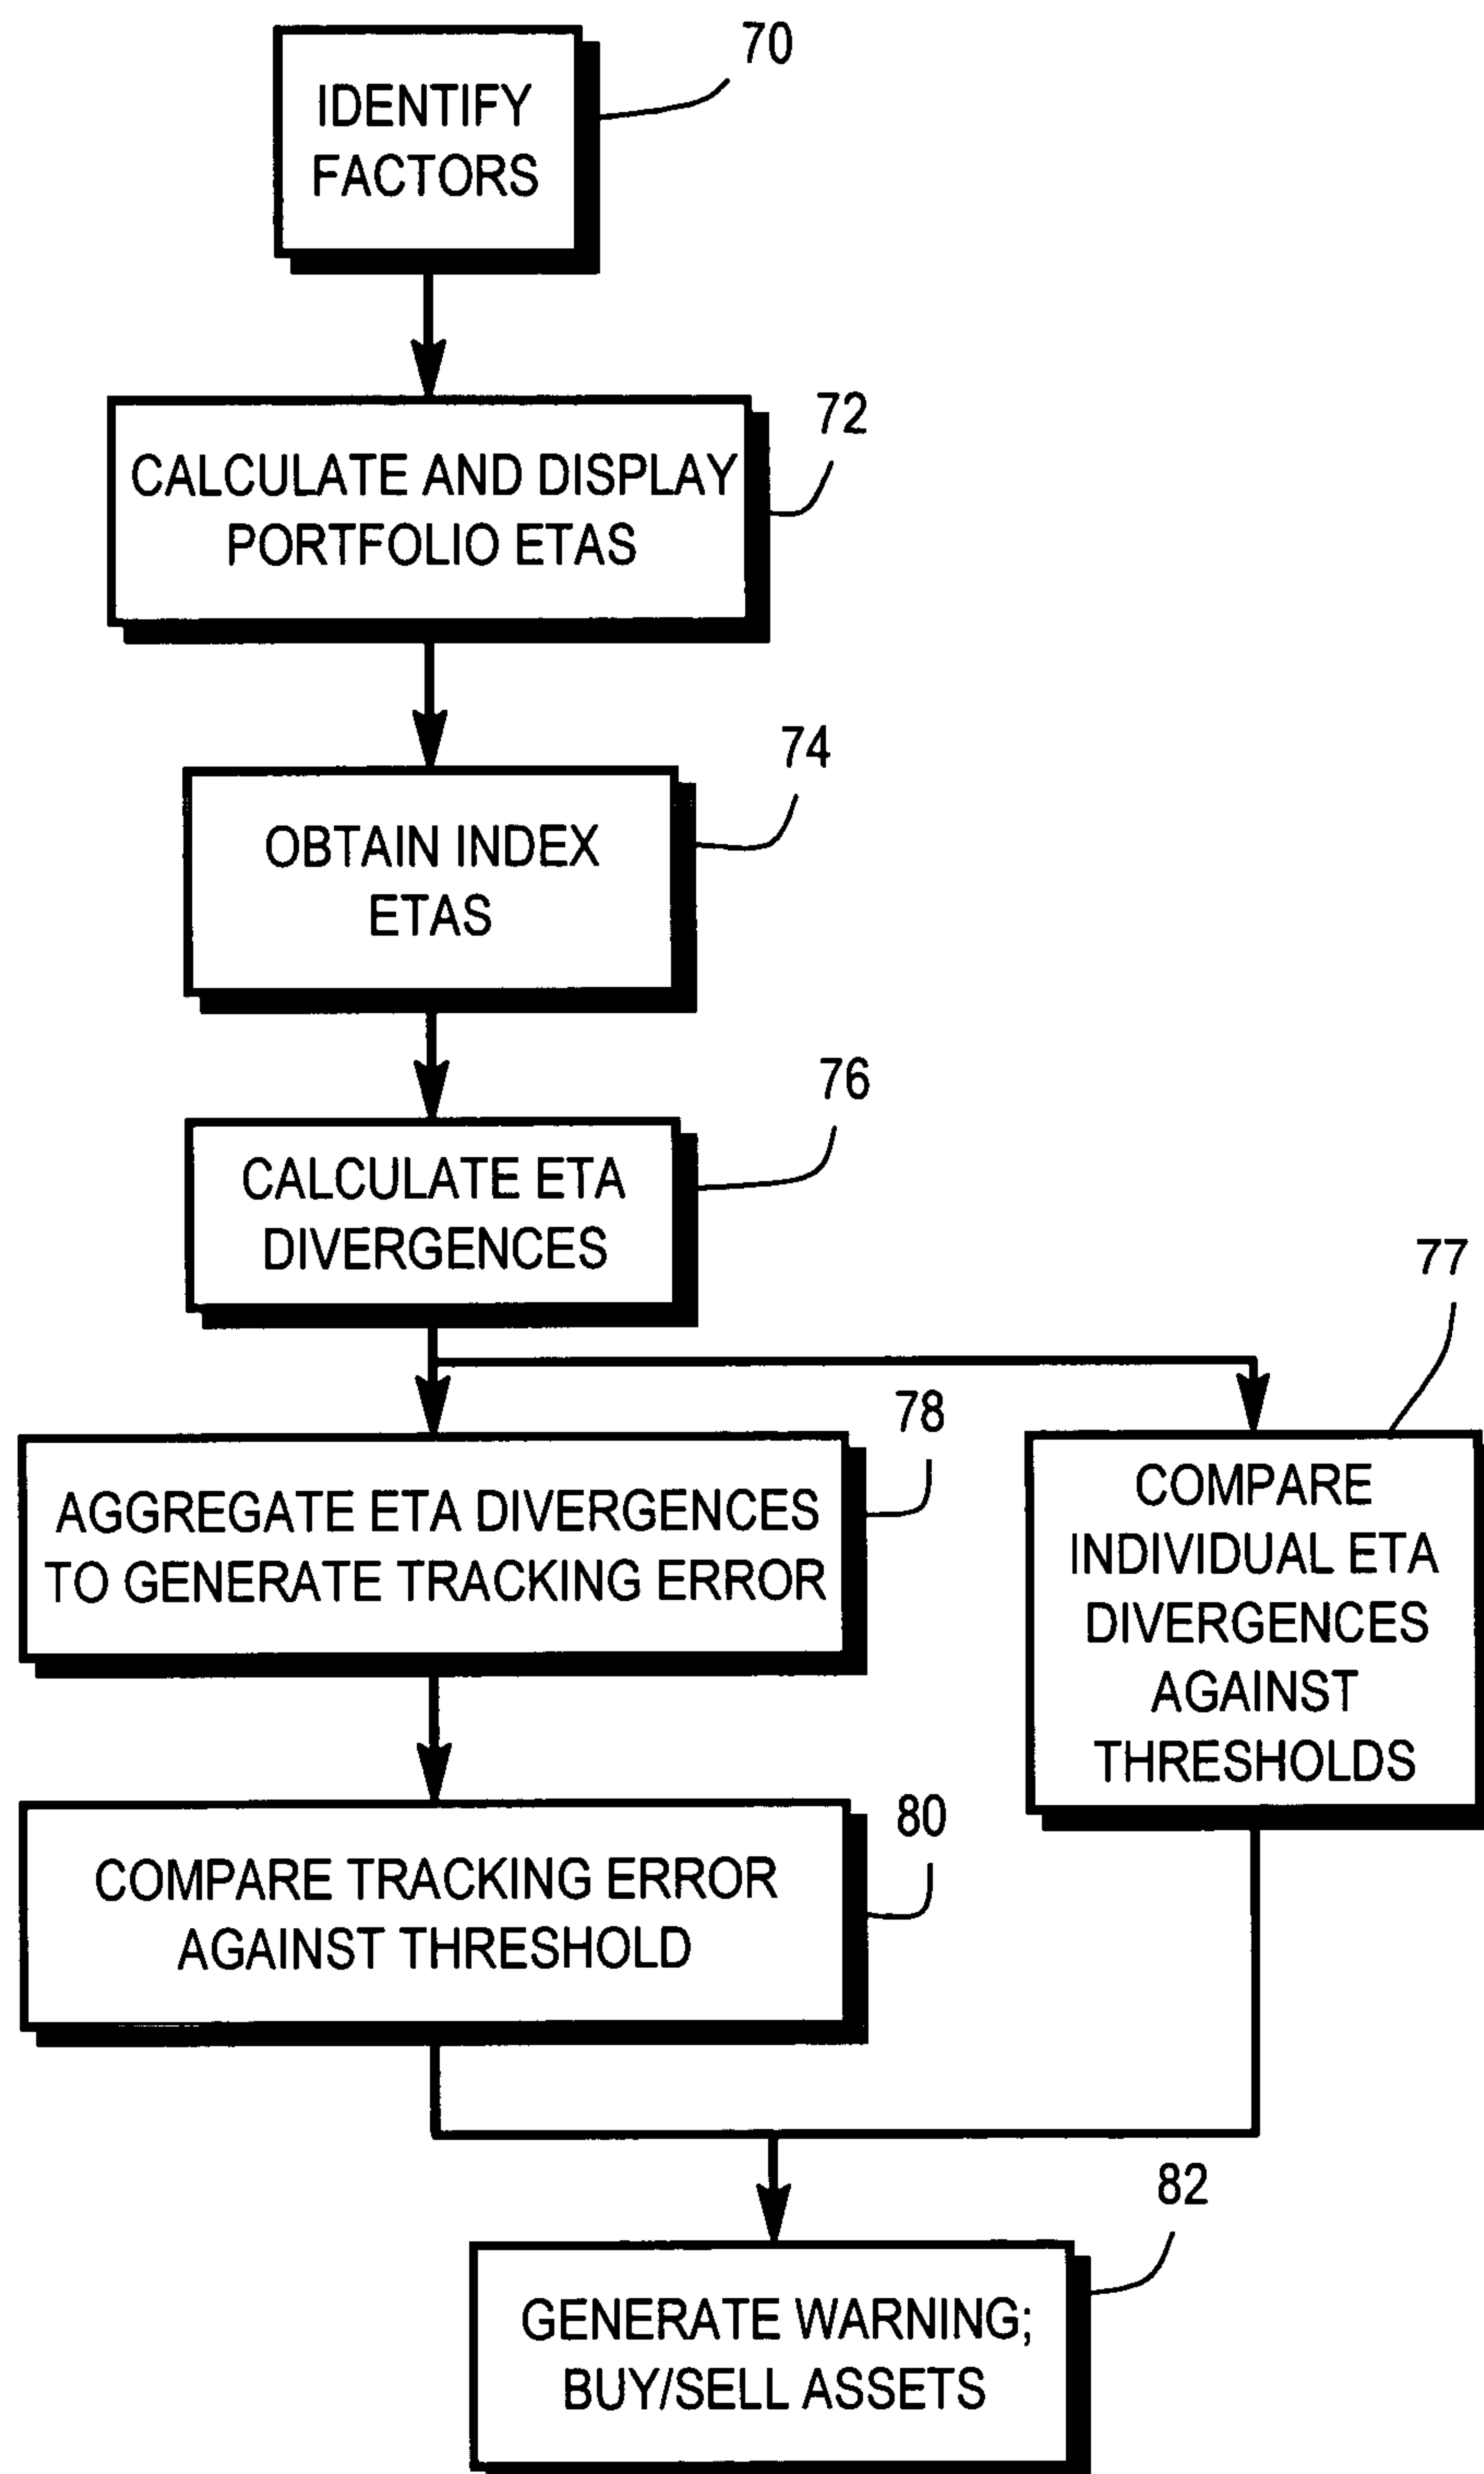 70
IDENTIFY
FACTORS
72
CALCULATE AND DISPLAY
PORTFOLIO ETAS
74
OBTAIN INDEX
ETAS
76
CALCULATE ETA
DIVERGENCES
77
78
AGGREGATE ETA DIVERGENCES
TO GENERATE TRACKING ERROR
COMPARE
INDIVIDUAL ETA
DIVERGENCES
AGAINST
THRESHOLDS
80
COMPARE TRACKING ERROR
AGAINST THRESHOLD
82
GENERATE WARNING;
BUY/SELL ASSETS